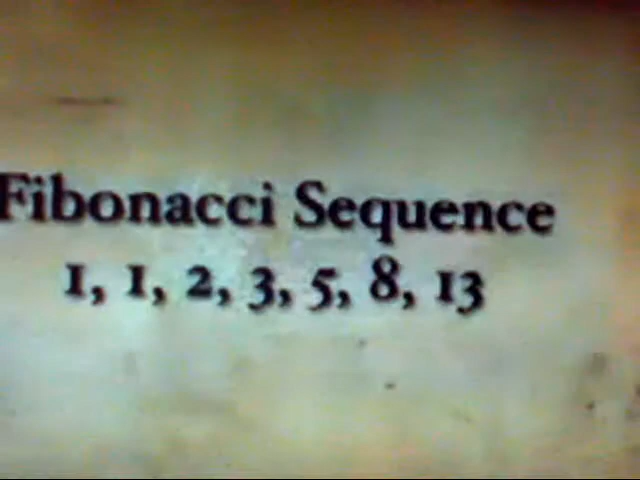 Fibonacci Sequence
1, 1, 2, 3, 5, 8, 13